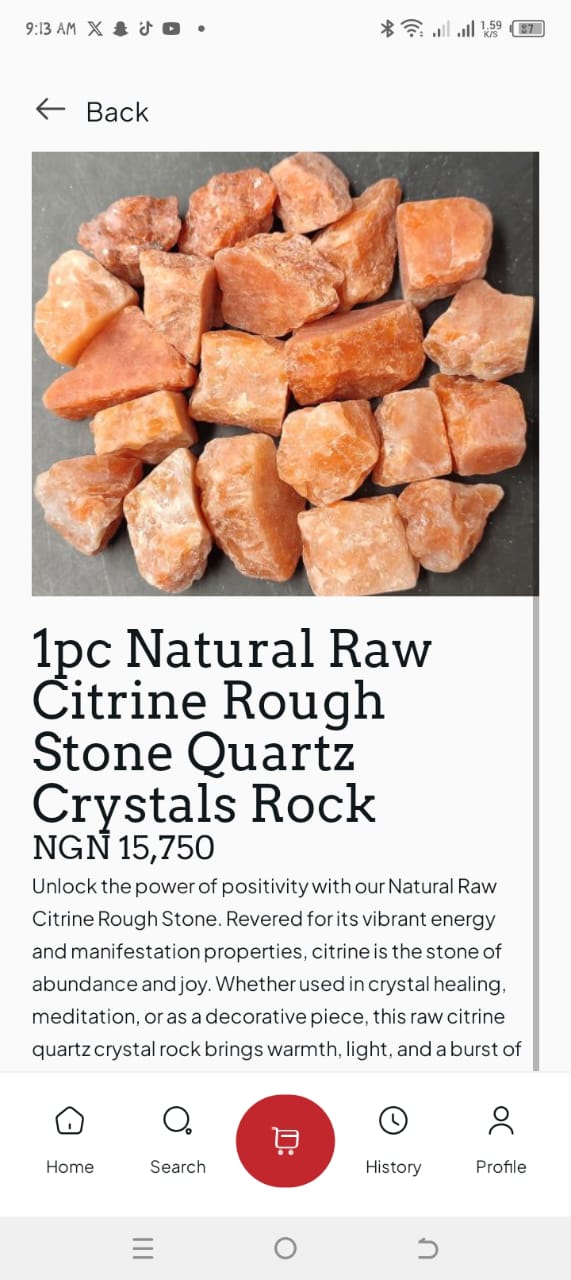 9:13 AM
1.59
K/S
87
Back
1pc Natural Raw
Citrine Rough
Stone Quartz
Crystals Rock
NGN 15,750
Unlock the power of positivity with our Natural Raw
Citrine Rough Stone. Revered for its vibrant energy
and manifestation properties, citrine is the stone of
abundance and joy. Whether used in crystal healing,
meditation, or as a decorative piece, this raw citrine
quartz crystal rock brings warmth, light, and a burst of
Home
Search
History
Profile